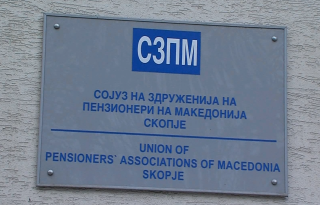 СЗПМ
СОЈУЗ НА ЗДРУЖЕНИЈА НА
ПЕНЗИОНЕРИ НА МАКЕДОНИЈА
СКОПЈЕ
UNION OF
PENSIONERS` ASSOCIATIONS OF MACEDONIA
SKOPJE